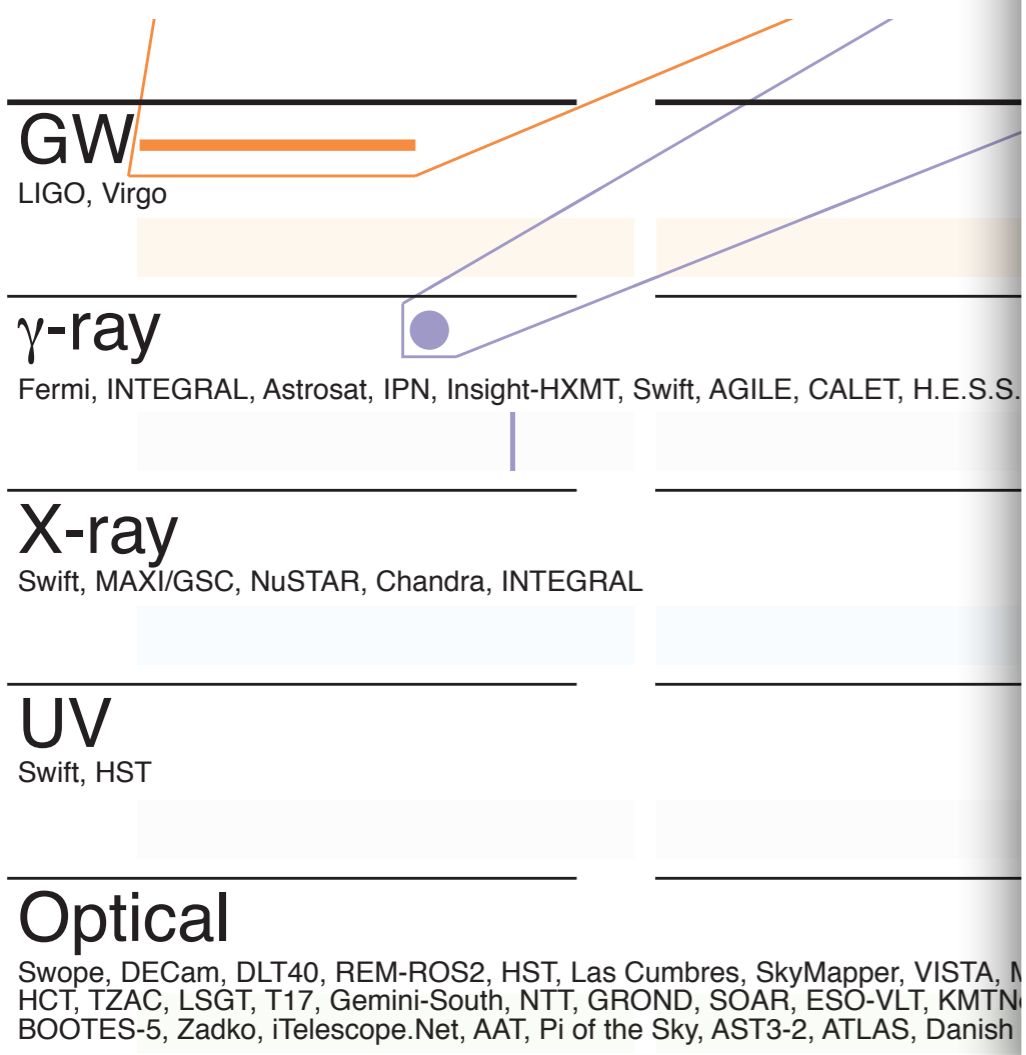 GW
LIGO, Virgo
γ-ray
Fermi, INTEGRAL, Astrosat, IPN, Insight-HXMT, Swift, AGILE, CALET, H.E.S.S.
X-ray
Swift, MAXI/GSC, NuSTAR, Chandra, INTEGRAL
UV
Swift, HST
Optical
Swope, DECam, DLT40, REM-ROS2, HST, Las Cumbres, SkyMapper, VISTA,
HCT, TZAC, LSGT, T17, Gemini-South, NTT, GROND, SOAR, ESO-VLT,
BOOTES-5, Zadko, iTelescope.Net, AAT, Pi of the Sky, AST3-2, ATLAS, Danish